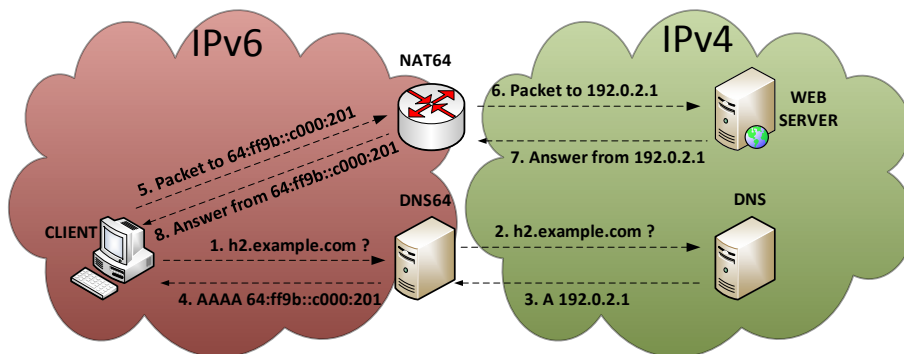 IPv6
IPv4
NAT64
6. Packet to 192.0.2.1
WEB
SERVER
5. Packet to 64:ff9b::c000:201
7. Answer from 192.0.2.1
8. Answer from 64:ff9b::c000:201
CLIENT
DNS64
DNS
1. h2.example.com ?
2. h2.example.com ?
4. AAAA 64:ff9b::c000:201
3. A 192.0.2.1